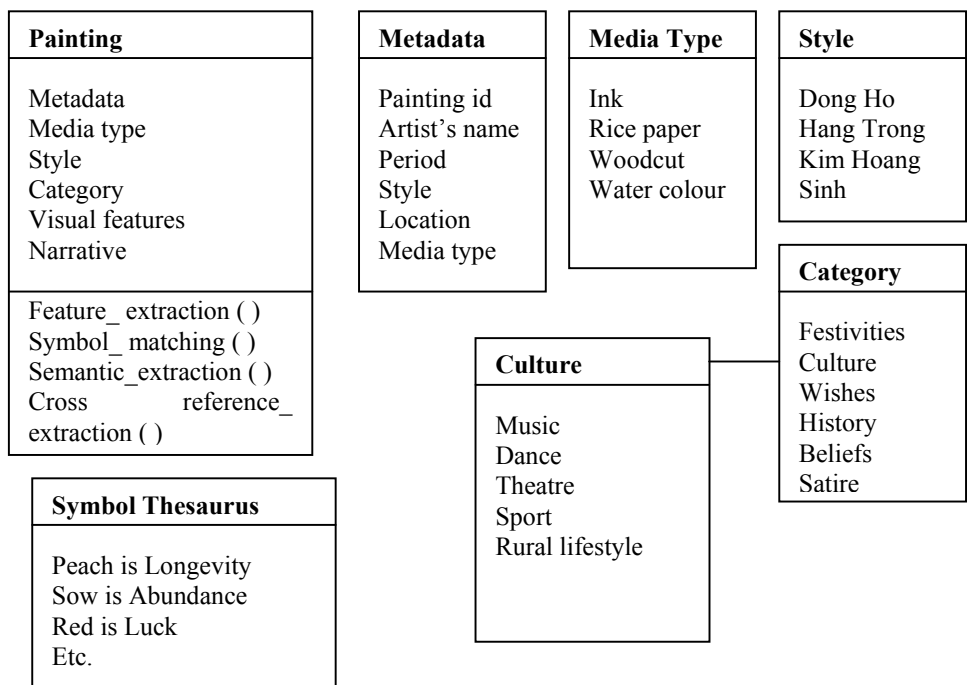 Painting
Metadata
Media type
Style
Category
Visual features
Narrative
Feature_ extraction ( )
Symbol_ matching ( )
Semantic_extraction ( )
Cross reference_
extraction ( )
Metadata
Painting id
Artist's name
Period
Style
Location
Media type
Media Type
Ink
Rice paper
Woodcut
Water colour
Style
Dong Ho
Hang Trong
Kim Hoang
Sinh
Category
Festivities
Culture
Wishes
History
Beliefs
Satire
Culture
Music
Dance
Theatre
Sport
Rural lifestyle
Symbol Thesaurus
Peach is Longevity
Sow is Abundance
Red is Luck
Etc.